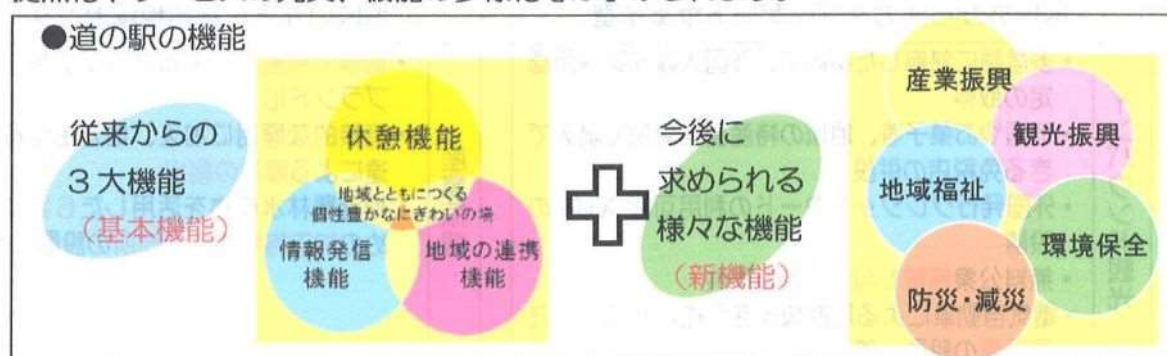 ●道の駅の機能
従来からの
3大機能
（基本機能）
休憩機能
地域とともにつくる
個性豊かなにぎわいの場
情報発信
機能
地域の連携
機能
今後に
求められる
様々な機能
（新機能）
産業振興
観光振興
地域福祉
環境保全
防災・減災